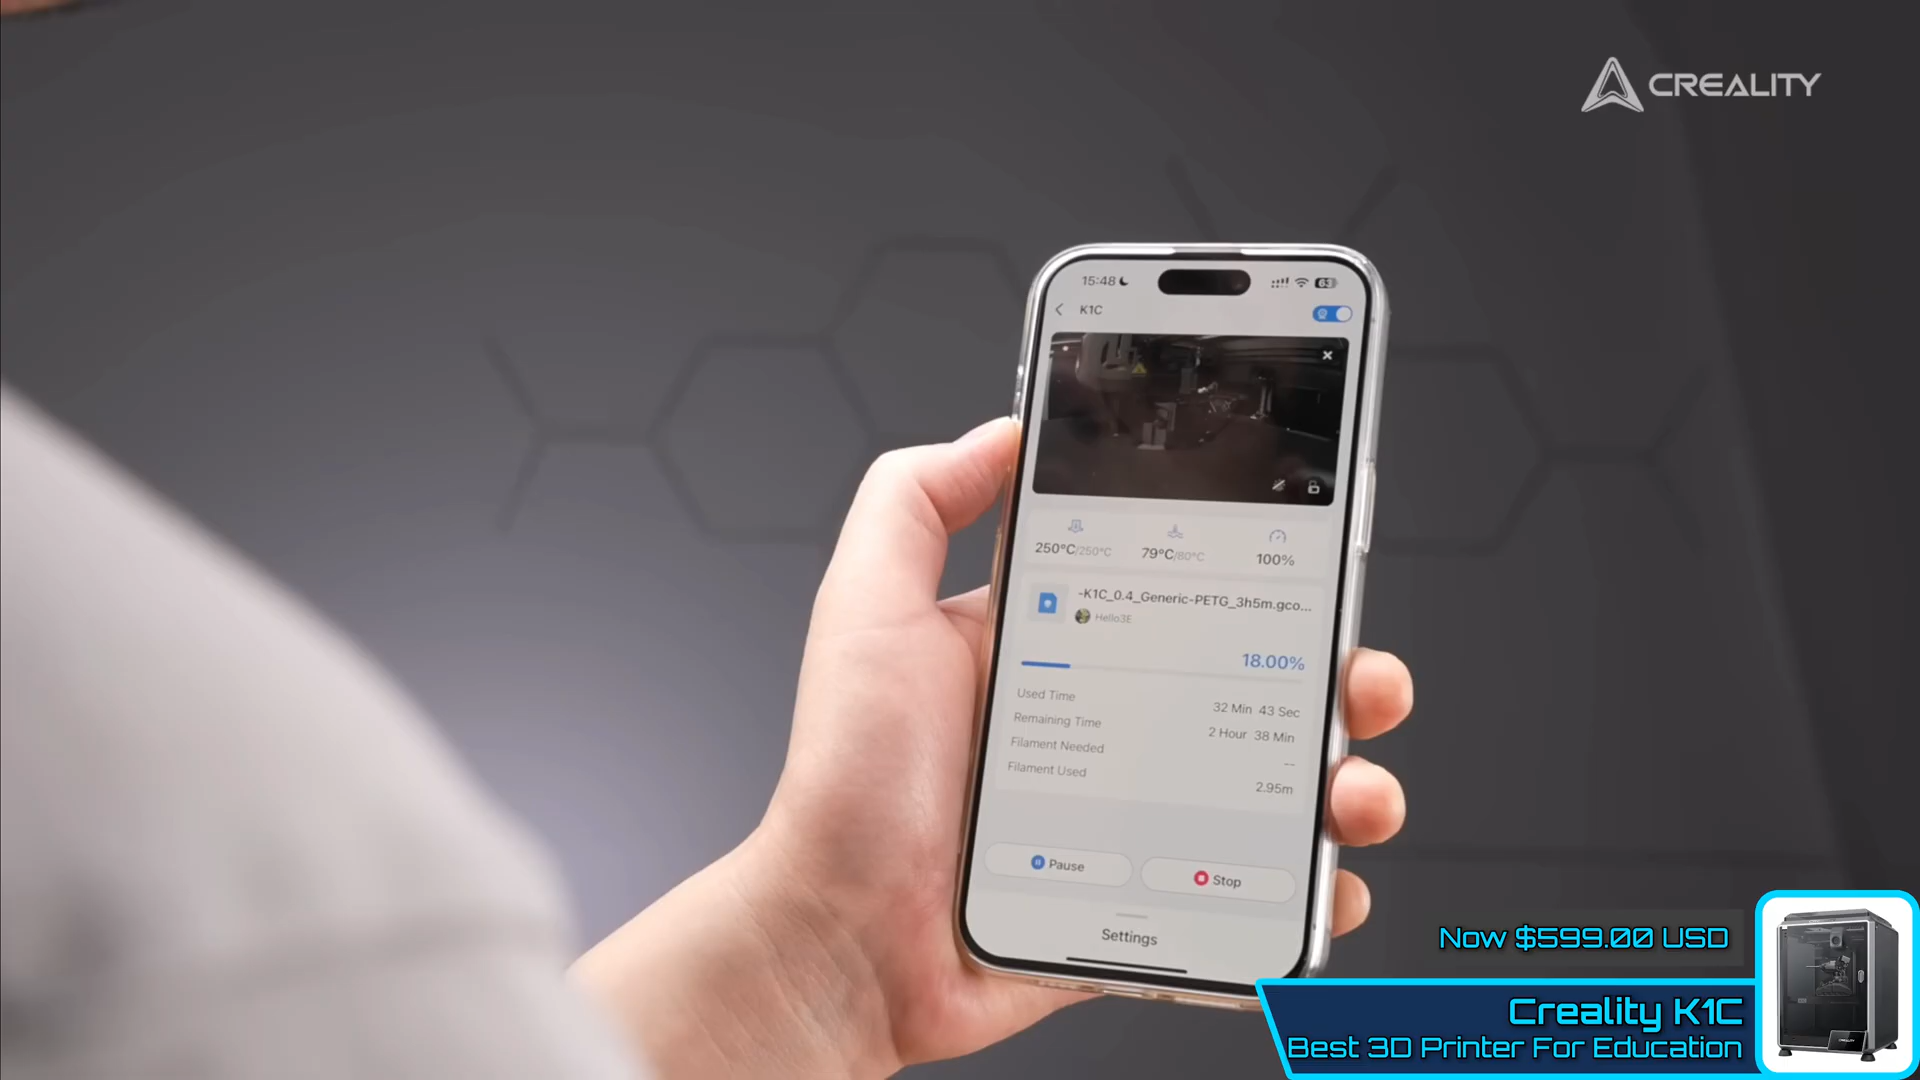 CREALITY
15:48
63
K1C
250°C/250°C
79°C/80°C
100%
-K1C_0.4_Generic-PETG_3h5m.gco...
Hello3E
18.00%
Used Time 32 Min 43 Sec
Remaining Time 2 Hour 38 Min
Filament Needed --
Filament Used 2.95m
Pause
Stop
Settings
Now $599.00 USD
Creality K1C
Best 3D Printer For Education
CREALITY